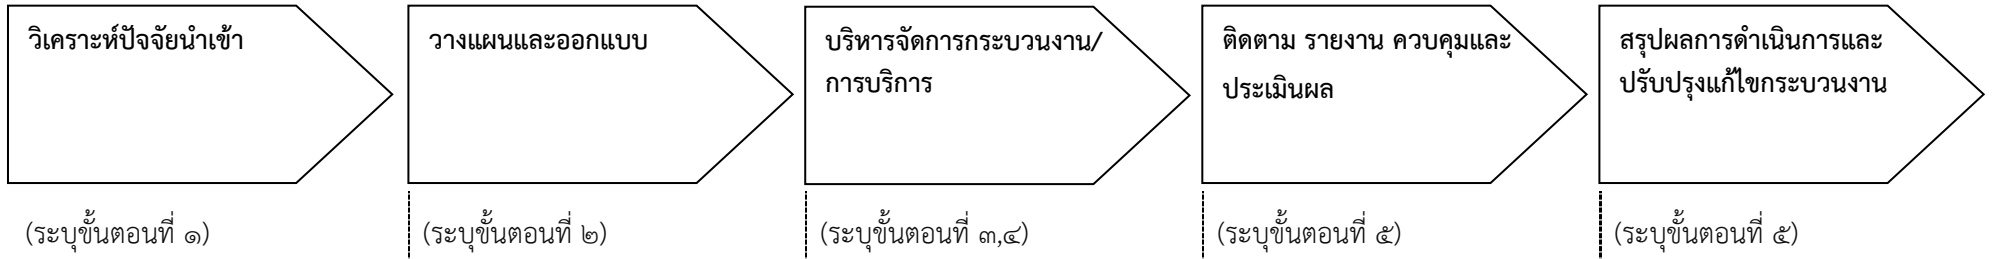 วิเคราะห์ปัจจัยนำเข้า
วางแผนและออกแบบ
บริหารจัดการกระบวนงาน/
การบริการ
ติดตาม รายงาน ควบคุมและ
ประเมินผล
สรุปผลการดำเนินการและ
ปรับปรุงแก้ไขกระบวนงาน
(ระบุขั้นตอนที่ ๑)
(ระบุขั้นตอนที่ ๒)
(ระบุขั้นตอนที่ ๓,๔)
(ระบุขั้นตอนที่ ๕)
(ระบุขั้นตอนที่ ๕)